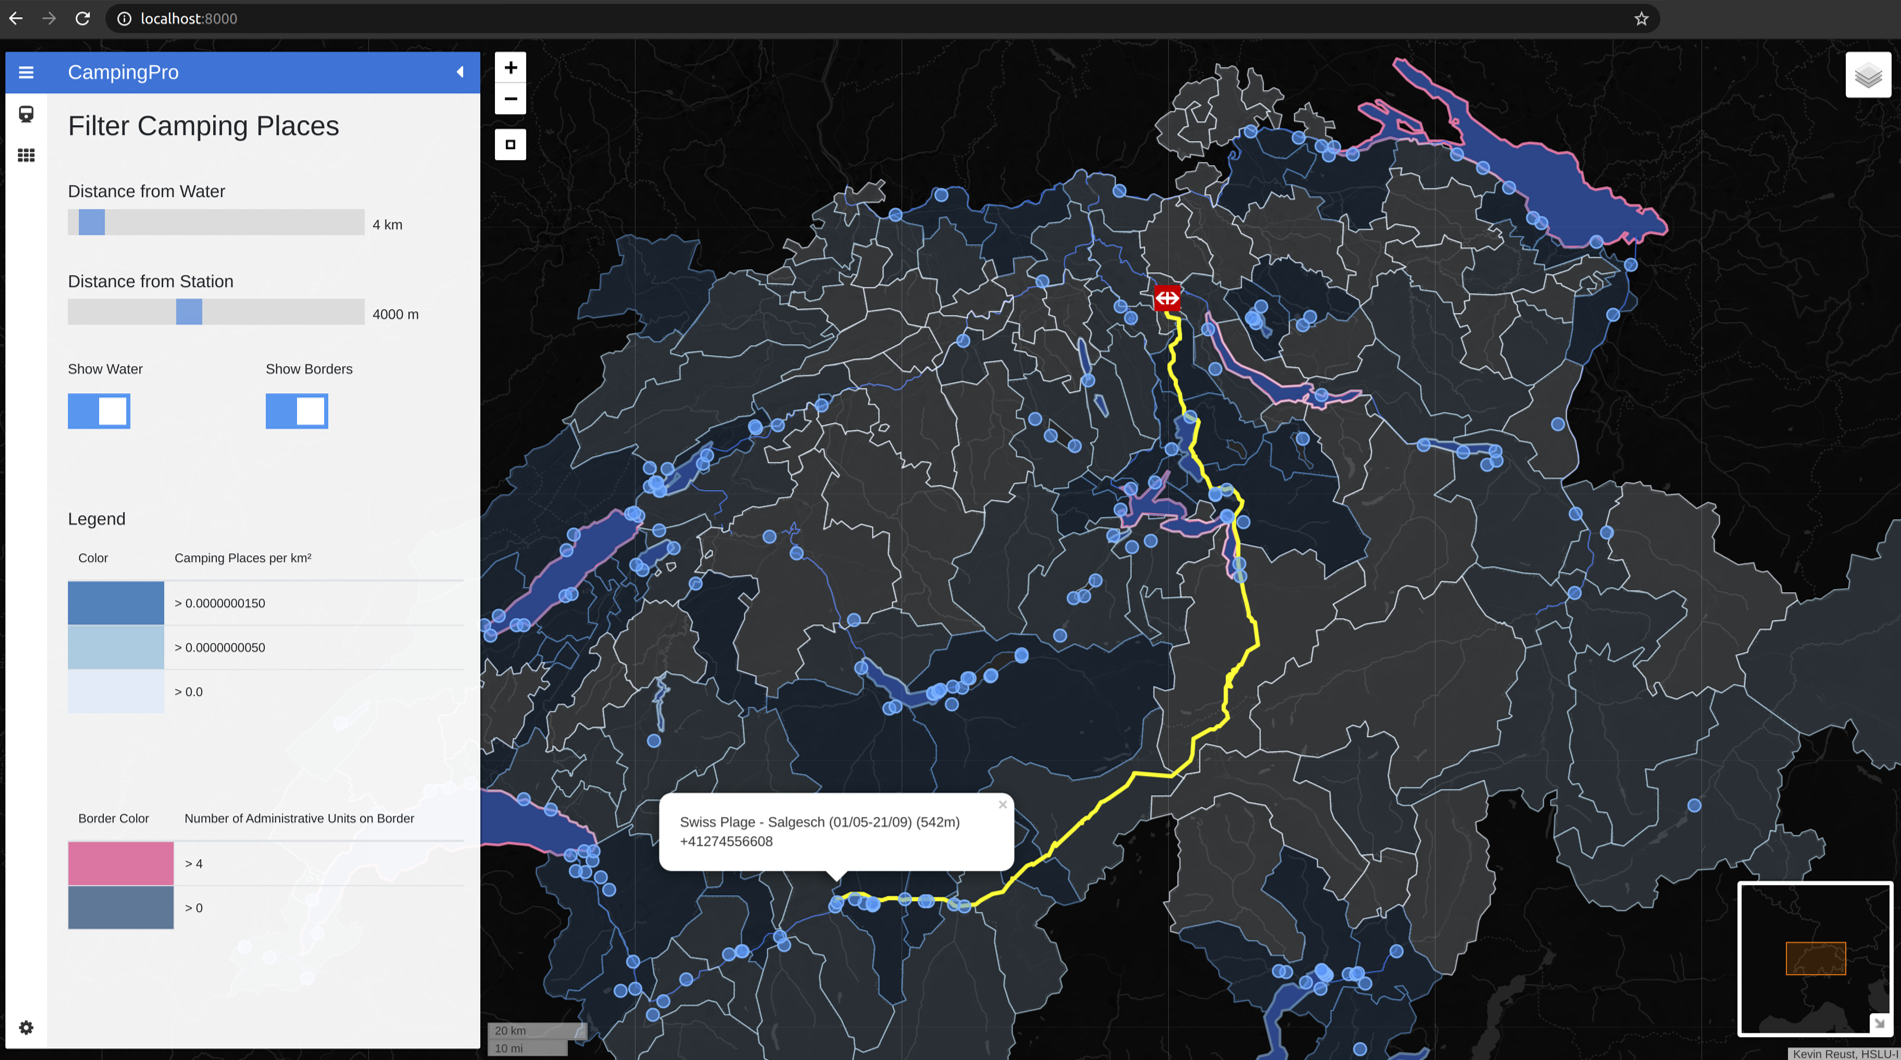 localhost:8000
CampingPro
Filter Camping Places
Distance from Water
4 km
Distance from Station
4000 m
Show Water
Show Borders
Legend
Color
Camping Places per km²
> 0.0000000150
> 0.0000000050
> 0.0
Border Color
Number of Administrative Units on Border
> 4
> 0
+
−
×
Swiss Plage - Salgesch (01/05-21/09) (542m)
+41274556608
20 km
10 mi
Kevin Reust, HSLU-I